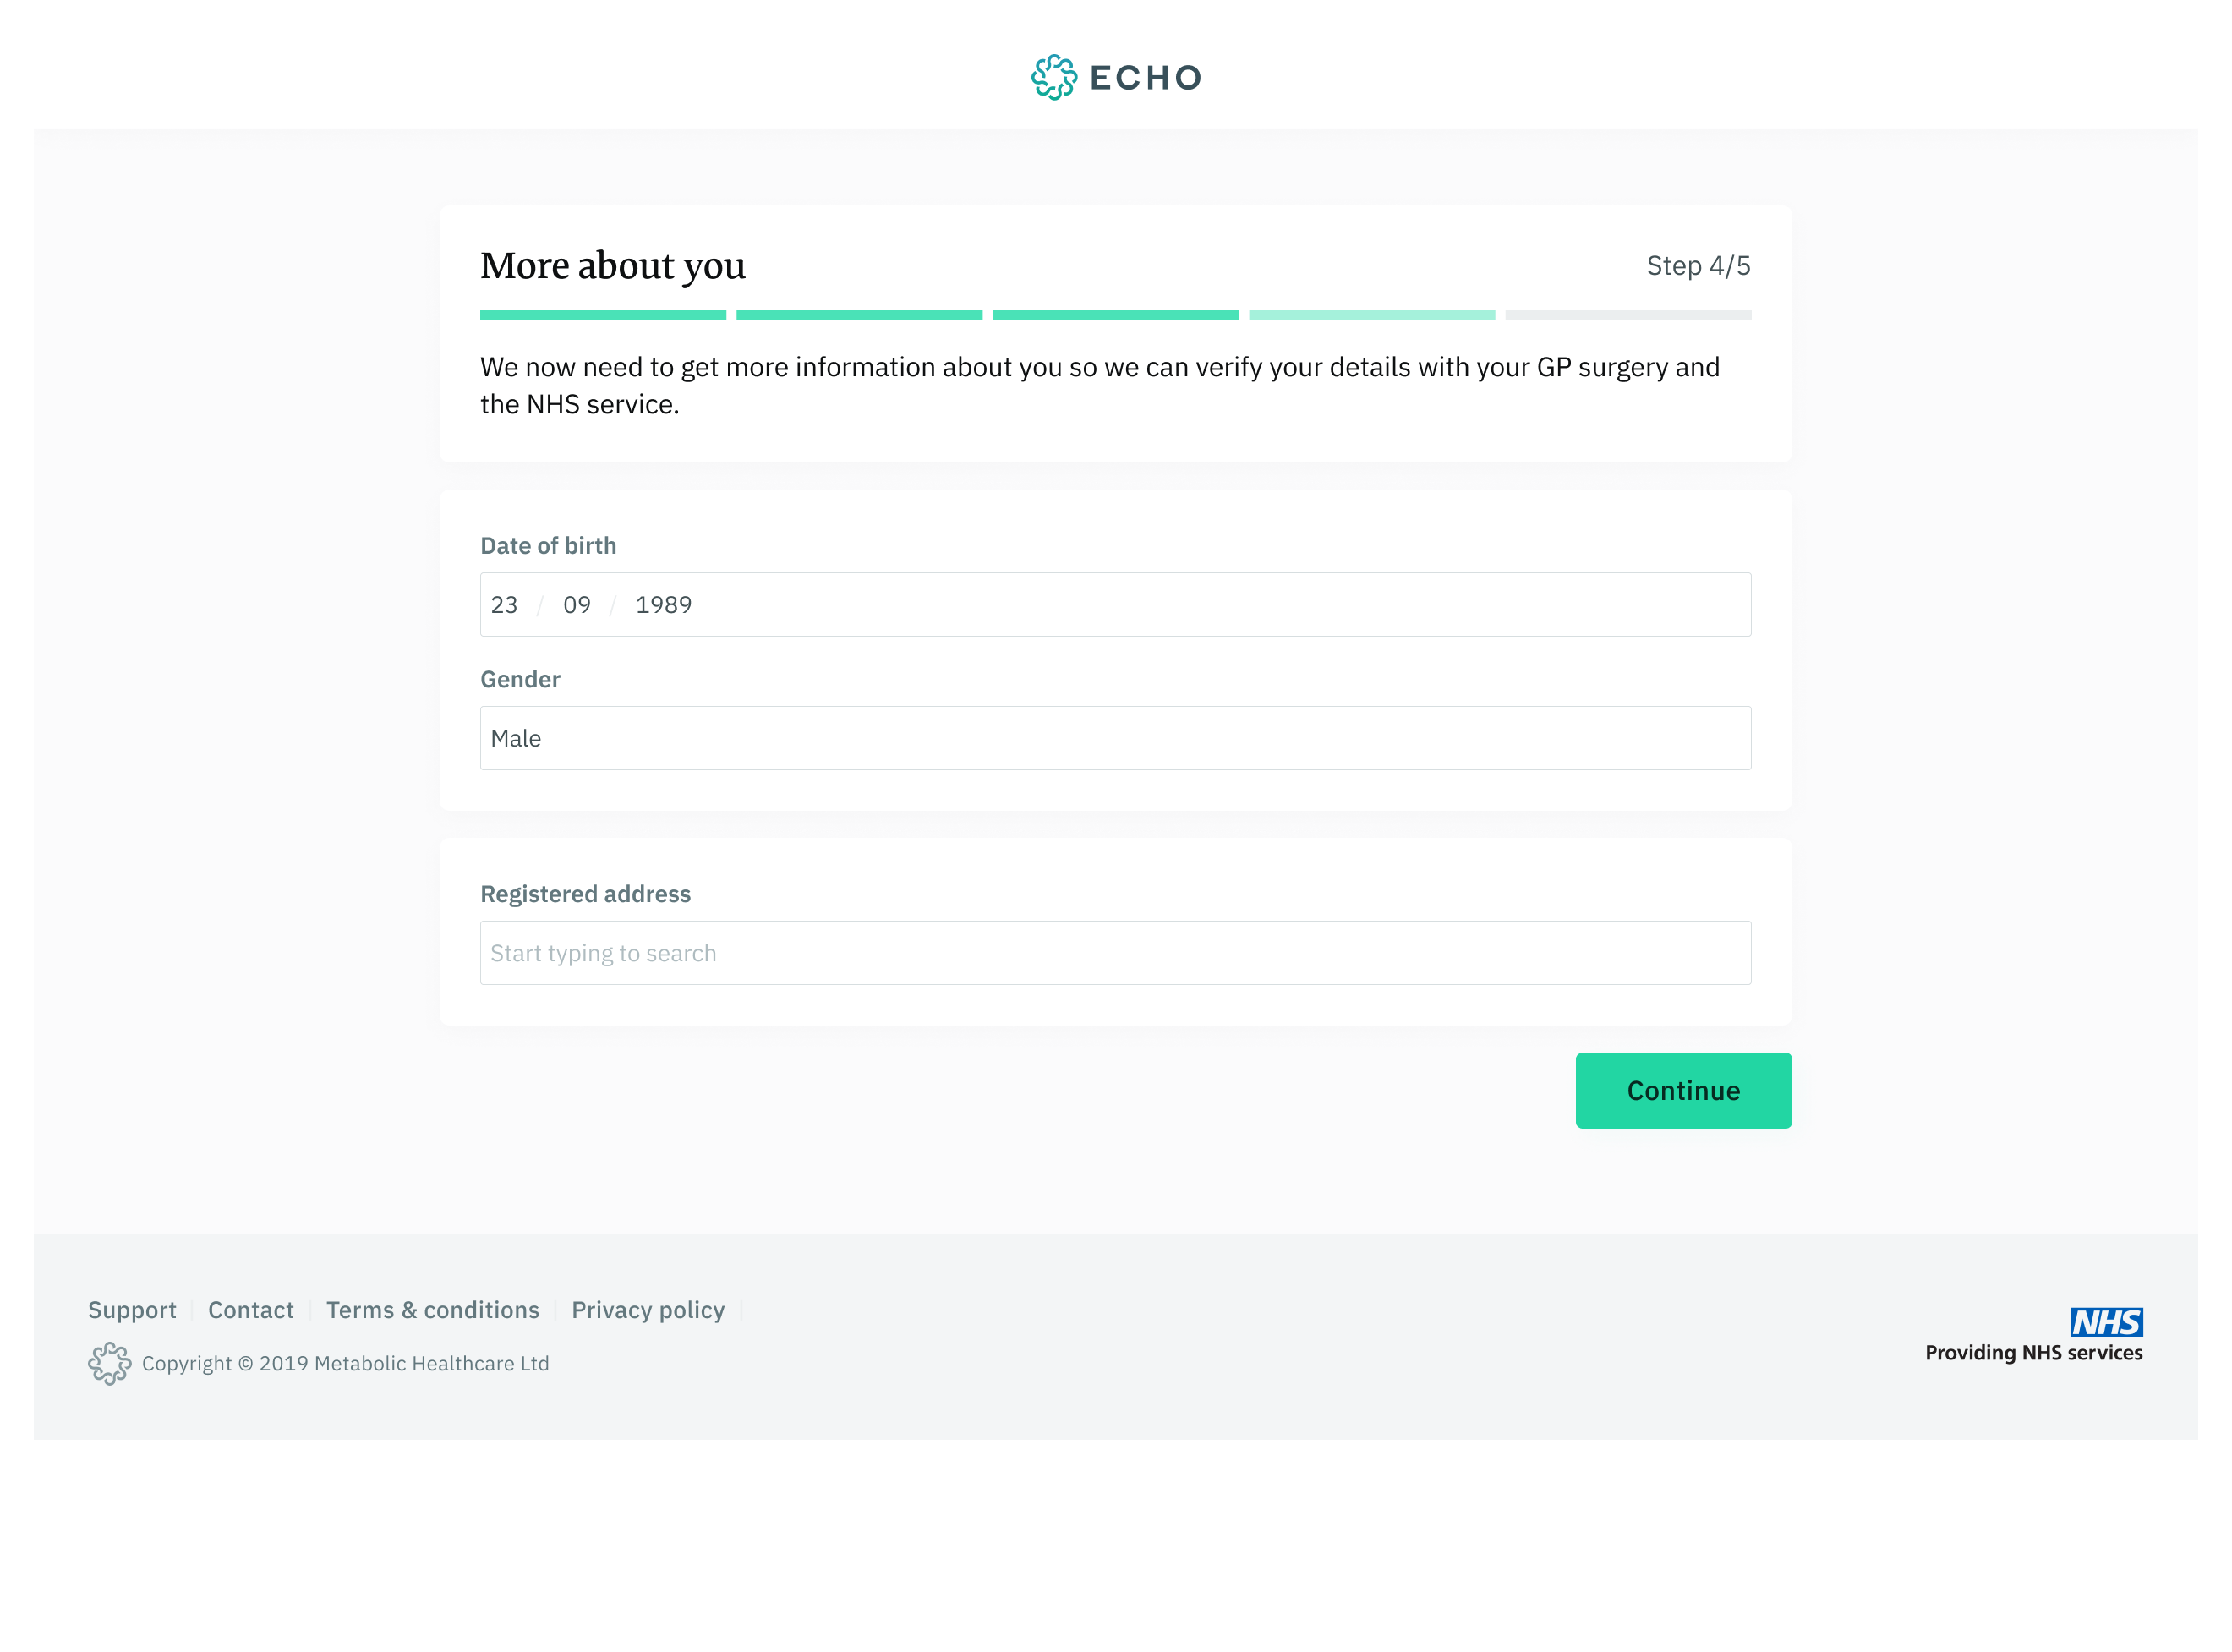 ECHO
More about you
Step 4/5
We now need to get more information about you so we can verify your details with your GP surgery and
the NHS service.
Date of birth
23 / 09 / 1989
Gender
Male
Registered address
Start typing to search
Continue
Support | Contact | Terms & conditions | Privacy policy |
Copyright © 2019 Metabolic Healthcare Ltd
NHS
Providing NHS services